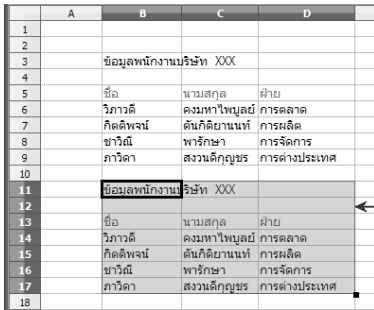 A B C D
1
2
3 ข้อมูลพนักงานบริษัท XXX
4
5 ชื่อ นามสกุล ฝ่าย
6 วิภาวดี คงมหาไพบูลย์ การตลาด
7 กิตติพจน์ ตันกิติยานนท์ การผลิต
8 ชาวิณี พารักษา การจัดการ
9 ภาวิดา สงวนดีกุญชร การต่างประเทศ
10
11 ข้อมูลพนักงานบริษัท XXX
12
13 ชื่อ นามสกุล ฝ่าย
14 วิภาวดี คงมหาไพบูลย์ การตลาด
15 กิตติพจน์ ตันกิติยานนท์ การผลิต
16 ชาวิณี พารักษา การจัดการ
17 ภาวิดา สงวนดีกุญชร การต่างประเทศ
18